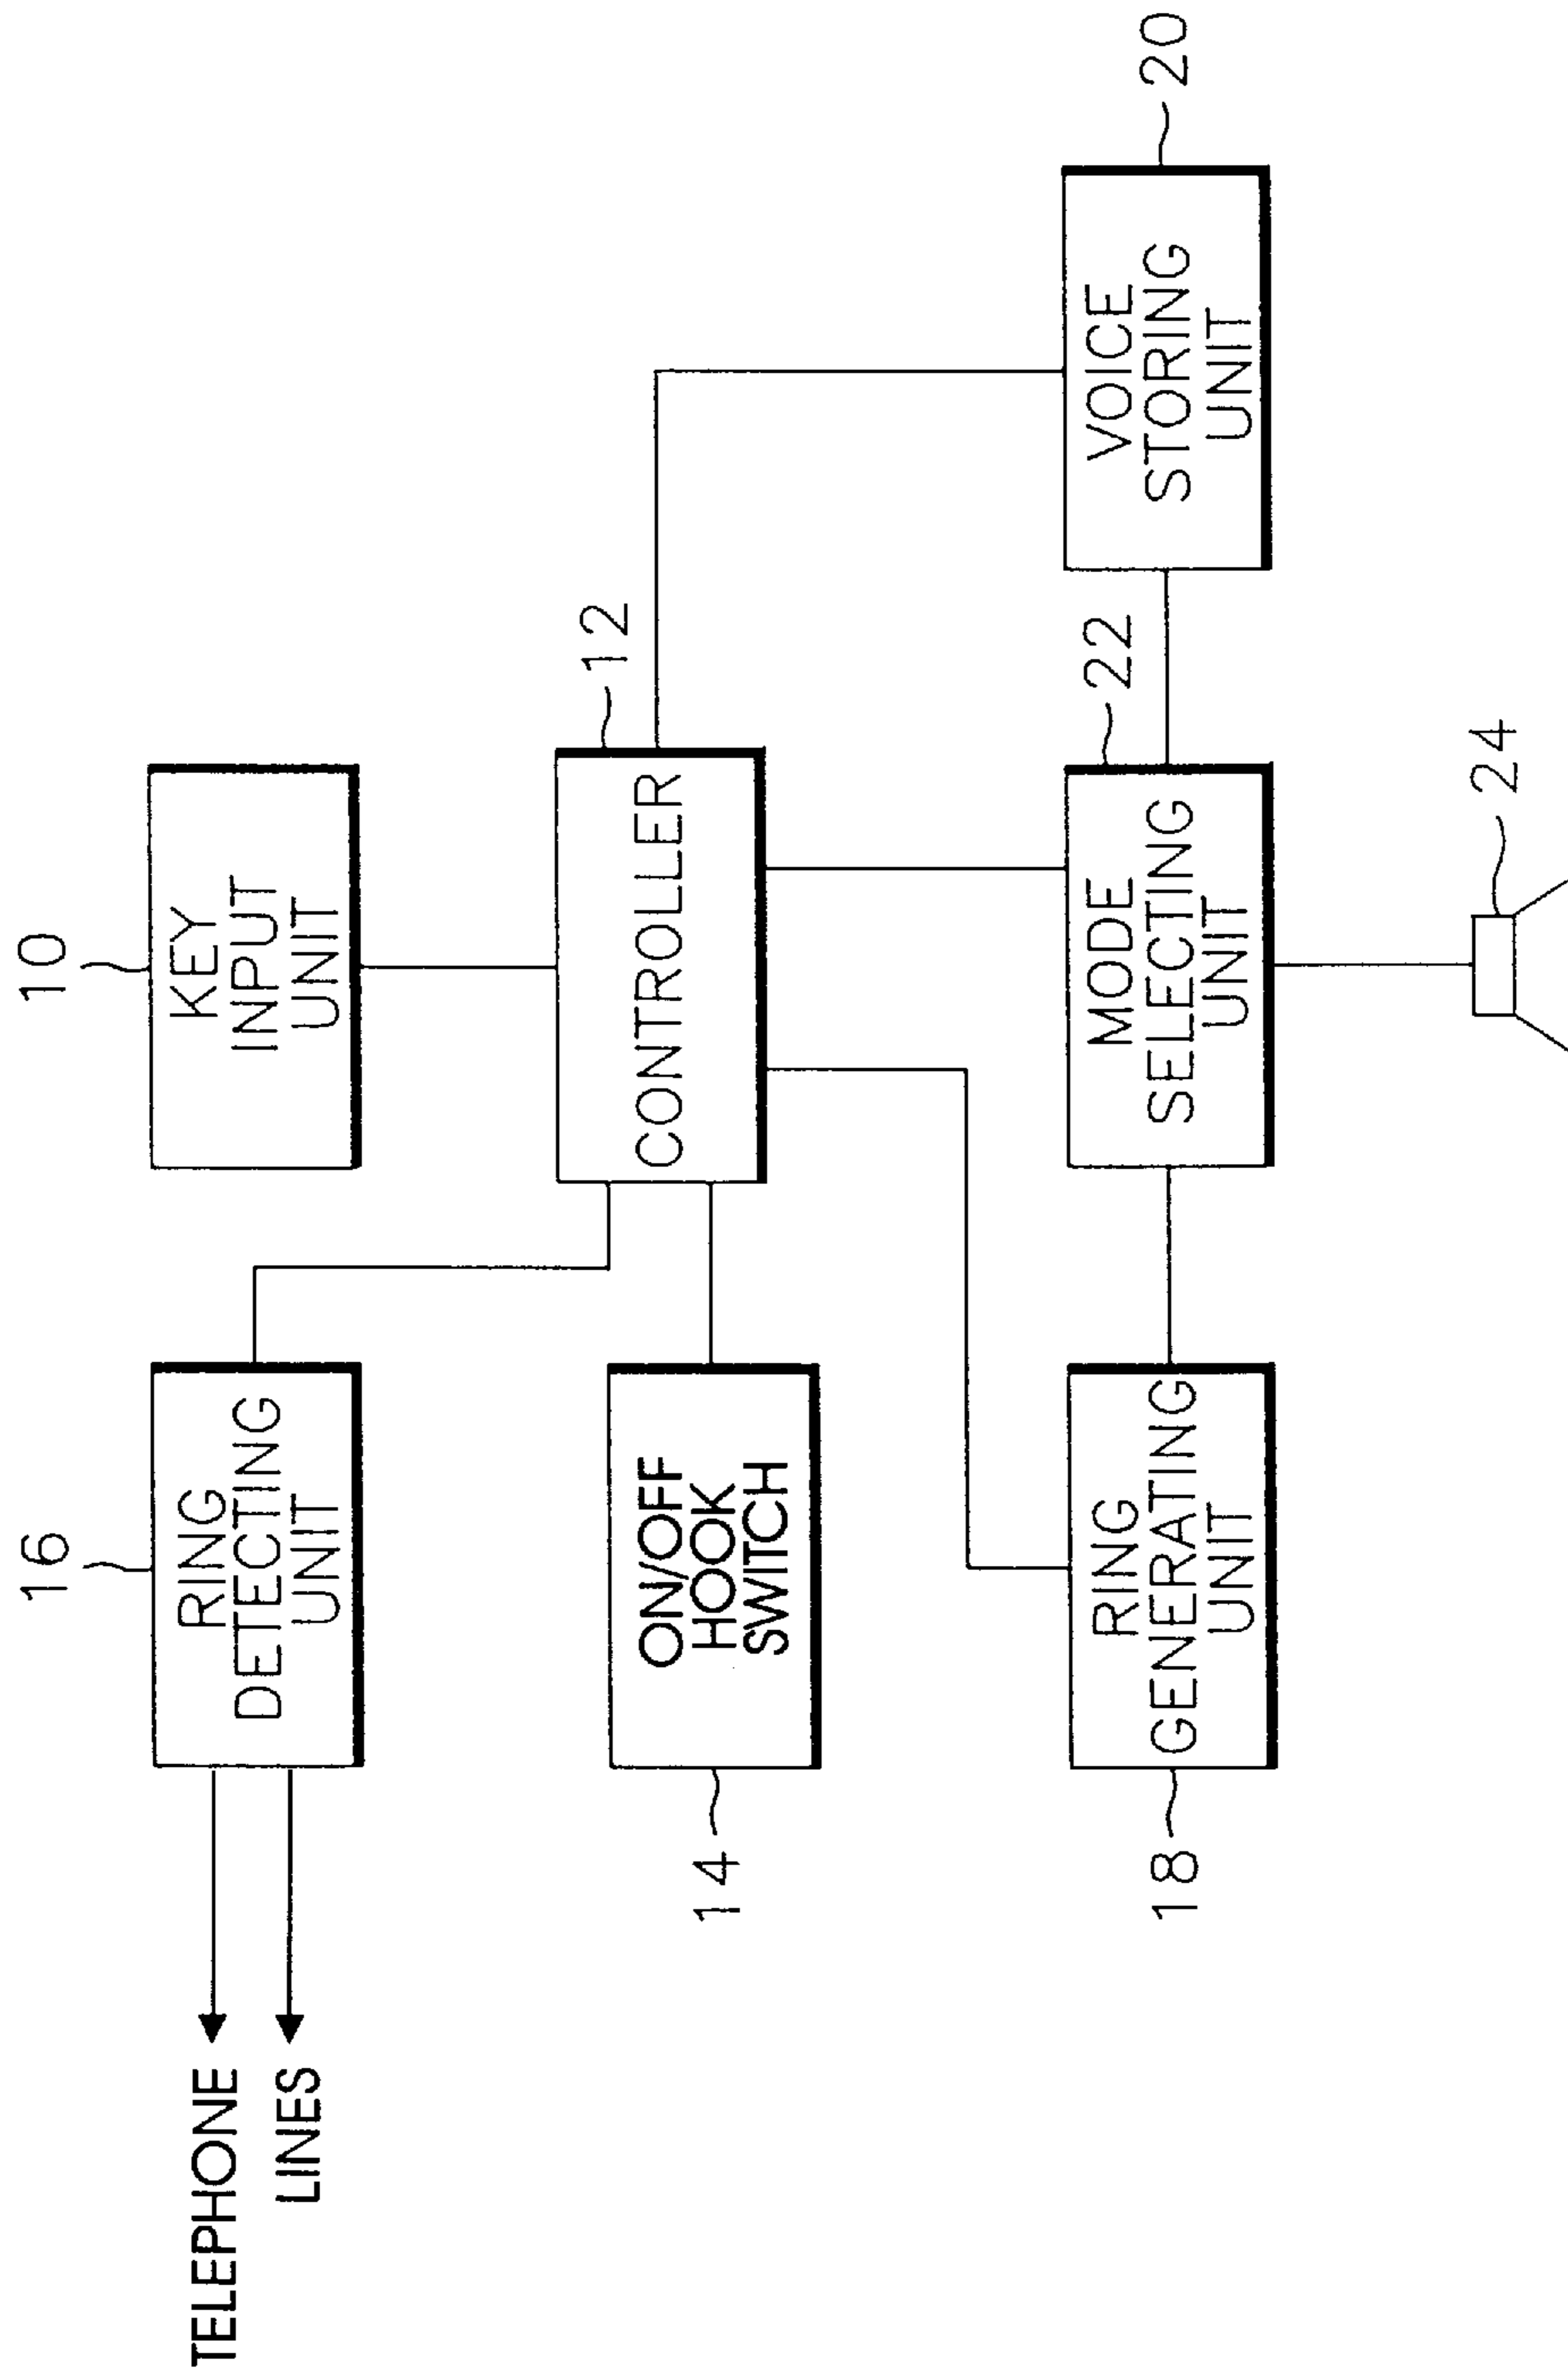 10
KEY
INPUT
UNIT
16
RING
DETECTING
UNIT
TELEPHONE
LINES
12
CONTROLLER
ON/OFF
HOOK
SWITCH
14
20
VOICE
STORING
UNIT
22
MODE
SELECTING
UNIT
RING
GENERATING
UNIT
18
24